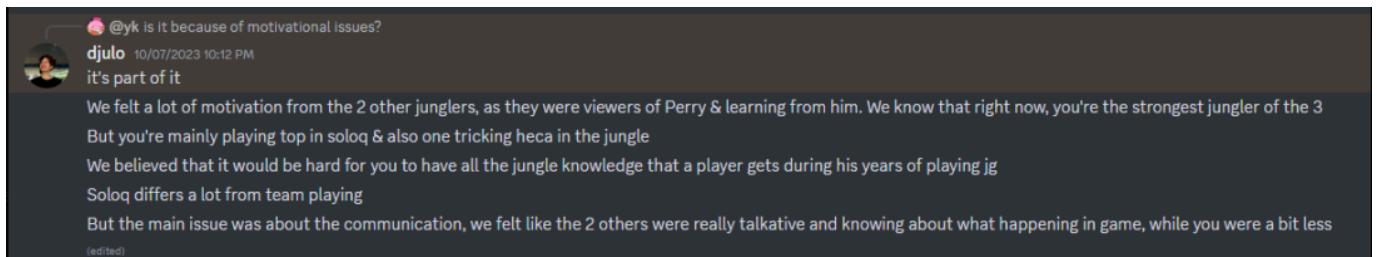 @yk is it because of motivational issues?
djulo 10/07/2023 10:12 PM
it's part of it
We felt a lot of motivation from the 2 other junglers, as they were viewers of Perry & learning from him. We know that right now, you're the strongest jungler of the 3
But you're mainly playing top in soloq & also one tricking heca in the jungle
We believed that it would be hard for you to have all the jungle knowledge that a player gets during his years of playing jg
Soloq differs a lot from team playing
But the main issue was about the communication, we felt like the 2 others were really talkative and knowing about what happening in game, while you were a bit less
(edited)